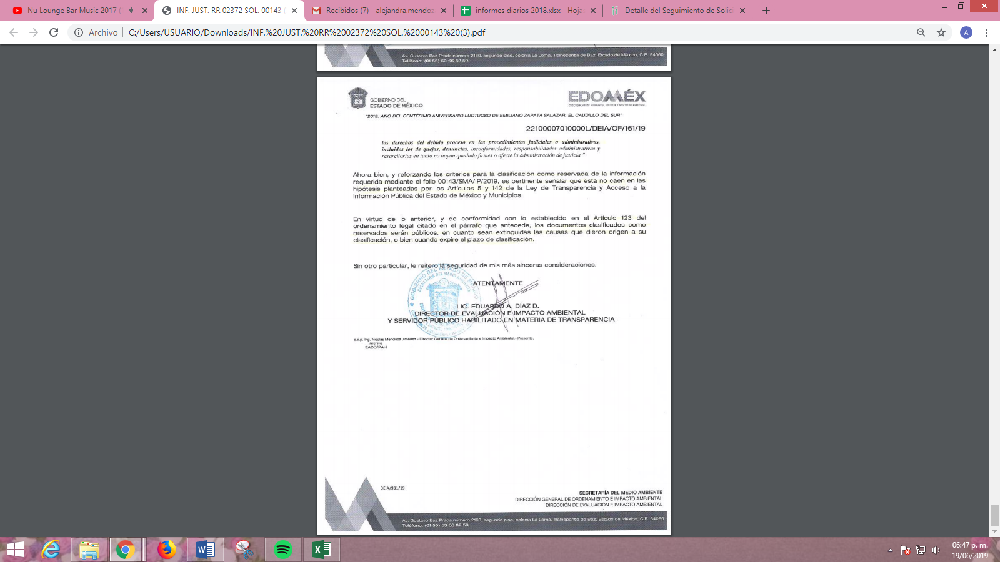 Nu Lounge Bar Music 2017 (
INF. JUST. RR 02372 SOL. 00143 (
Recibidos (7) - alejandra.mendoz
informes diarios 2018.xlsx - Hoja
Detalle del Seguimiento de Solic
Archivo
C:/Users/USUARIO/Downloads/INF.%20JUST.%20RR%2002372%20SOL.%2000143%20(3).pdf
A
Av. Gustavo Baz Prada número 2160, segundo piso, colonia La Loma, Tlalnepantla de Baz, Estado de México, C.P. 54060
Teléfono: (01 55) 53 66 82 59.
GOBIERNO DEL
ESTADO DE MÉXICO
EDOMÉX
DECISIONES FIRMES, RESULTADOS FUERTES.
"2019. AÑO DEL CENTÉSIMO ANIVERSARIO LUCTUOSO DE EMILIANO ZAPATA SALAZAR. EL CAUDILLO DEL SUR"
22100007010000L/DEIA/OF/161/19
los derechos del debido proceso en los procedimientos judiciales o administrativos,
incluidos los de quejas, denuncias, inconformidades, responsabilidades administrativas y
resarcitorias en tanto no hayan quedado firmes o afecte la administración de justicia."
Ahora bien, y reforzando los criterios para la clasificación como reservada de la información
requerida mediante el folio 00143/SMA/IP/2019, es pertinente señalar que ésta no caen en las
hipótesis planteadas por los Artículos 5 y 142 de la Ley de Transparencia y Acceso a la
Información Pública del Estado de México y Municipios.
En virtud de lo anterior, y de conformidad con lo establecido en el Artículo 123 del
ordenamiento legal citado en el párrafo que antecede, los documentos clasificados como
reservados serán públicos, en cuanto sean extinguidas las causas que dieron origen a su
clasificación, o bien cuando expire el plazo de clasificación.
Sin otro particular, le reitero la seguridad de mis más sinceras consideraciones.
GOBIERNO DEL ESTADO DE MÉXICO
SECRETARÍA DEL MEDIO AMBIENTE
ATENTAMENTE
LIC. EDUARDO A. DÍAZ D.
DIRECTOR DE EVALUACIÓN E IMPACTO AMBIENTAL
Y SERVIDOR PÚBLICO HABILITADO EN MATERIA DE TRANSPARENCIA
c.c.p. Ing. Nicolás Mendoza Jiménez.- Director General de Ordenamiento e Impacto Ambiental.- Presente.
Archivo
EADD/PAH
DEIA/931/19
SECRETARÍA DEL MEDIO AMBIENTE
DIRECCIÓN GENERAL DE ORDENAMIENTO E IMPACTO AMBIENTAL
DIRECCIÓN DE EVALUACIÓN E IMPACTO AMBIENTAL
Av. Gustavo Baz Prada número 2160, segundo piso, colonia La Loma, Tlalnepantla de Baz, Estado de México, C.P. 54060
Teléfono: (01 55) 53 66 82 59.
06:47 p. m.
19/06/2019